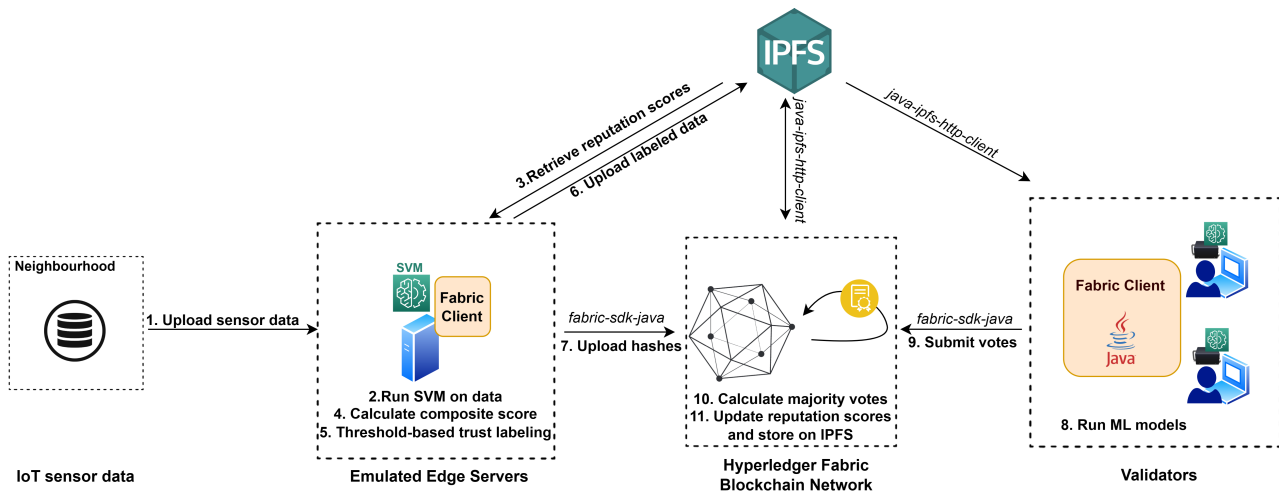 IPFS
3.Retrieve reputation scores
6. Upload labeled data
java-ipfs-http-client
java-ipfs-http-client
Neighbourhood
1. Upload sensor data
IoT sensor data
SVM
Fabric
Client
2.Run SVM on data
4. Calculate composite score
5. Threshold-based trust labeling
Emulated Edge Servers
fabric-sdk-java
7. Upload hashes
10. Calculate majority votes
11. Update reputation scores
and store on IPFS
Hyperledger Fabric
Blockchain Network
fabric-sdk-java
9. Submit votes
Fabric Client
Java
8. Run ML models
Validators